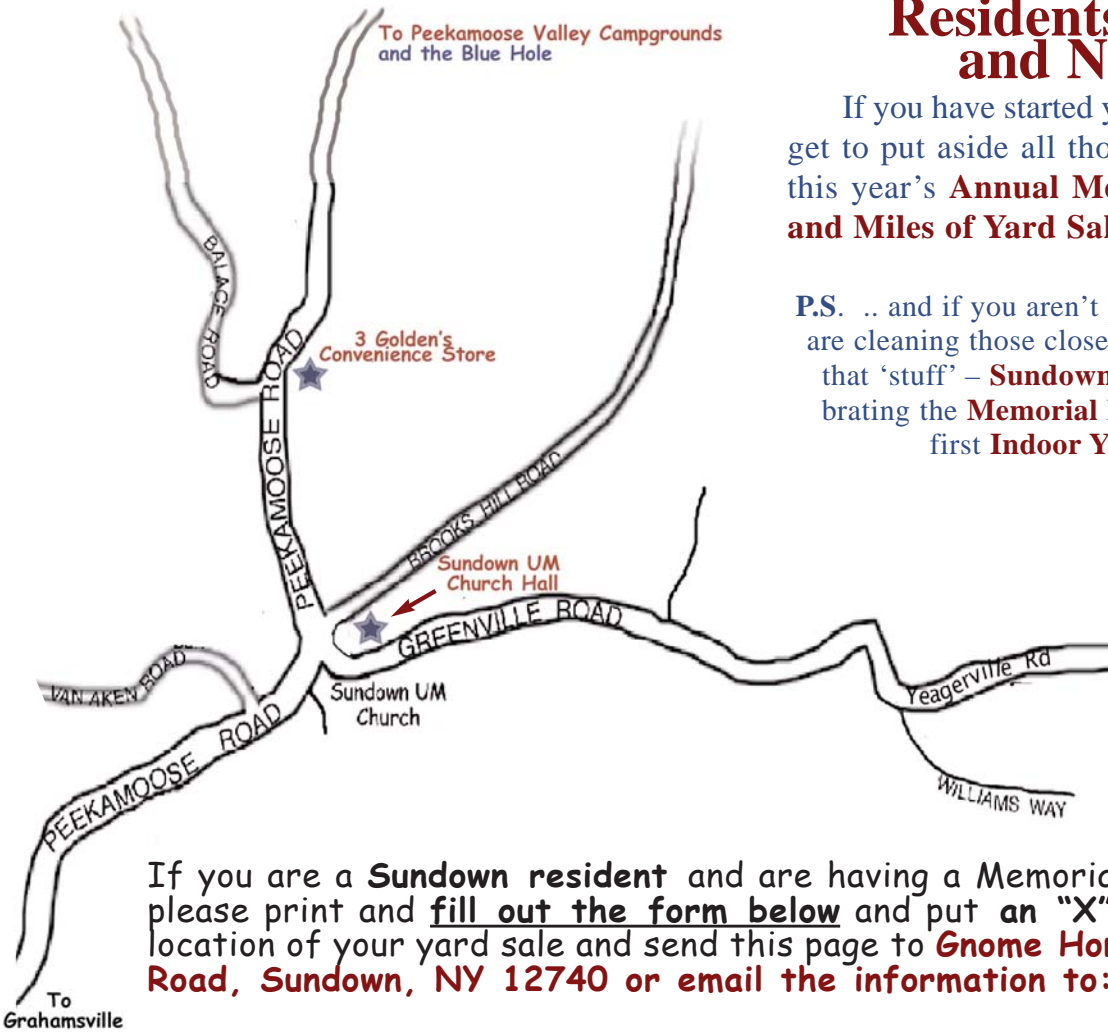 Residents
and N
If you have started y
get to put aside all tho
this year’s Annual Me
and Miles of Yard Sal
P.S. .. and if you aren’t
are cleaning those close
that ‘stuff’ – Sundown
brating the Memorial
first Indoor Y
To Peekamoose Valley Campgrounds
and the Blue Hole
BALACE ROAD
3 Golden's
Convenience Store
PEEKAMOOSE ROAD
BROOKS HILL ROAD
Sundown UM
Church Hall
GREENVILLE ROAD
VAN AKEN ROAD
Sundown UM
Church
Yeagerville Rd
PEEKAMOOSE ROAD
WILLIAMS WAY
If you are a Sundown resident and are having a Memoria
please print and fill out the form below and put an “X”
location of your yard sale and send this page to Gnome Hom
Road, Sundown, NY 12740 or email the information to:
To
Grahamsville